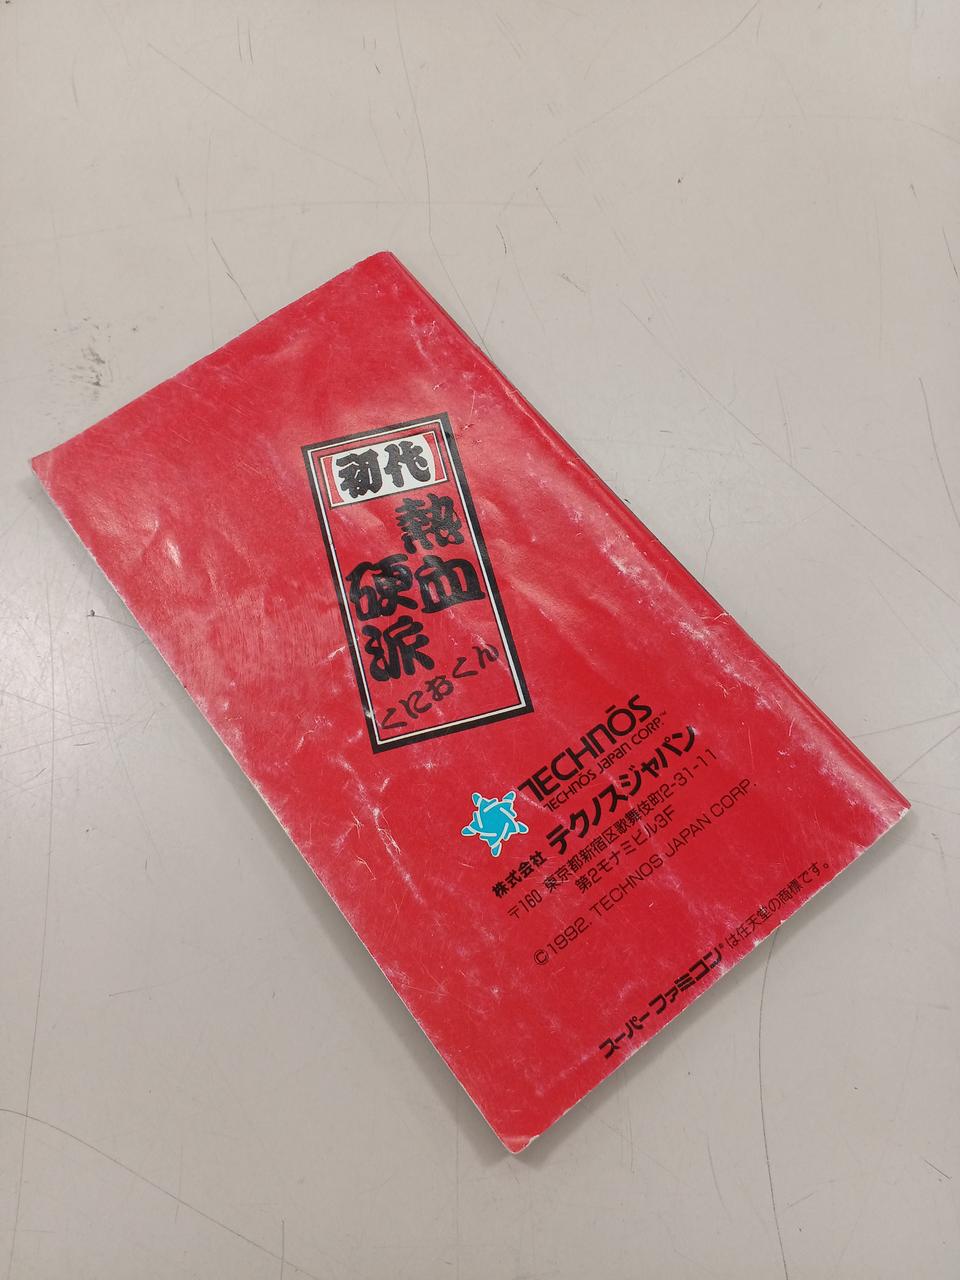 初代
熱血
硬派
くにおくん
TECHNŌS
TECHNŌS Japan CORP.™
株式会社 テクノスジャパン
〒160 東京都新宿区歌舞伎町2-31-11
第2モナミビル3F
©1992. TECHNOS JAPAN CORP.
スーパーファミコン®は任天堂の商標です。